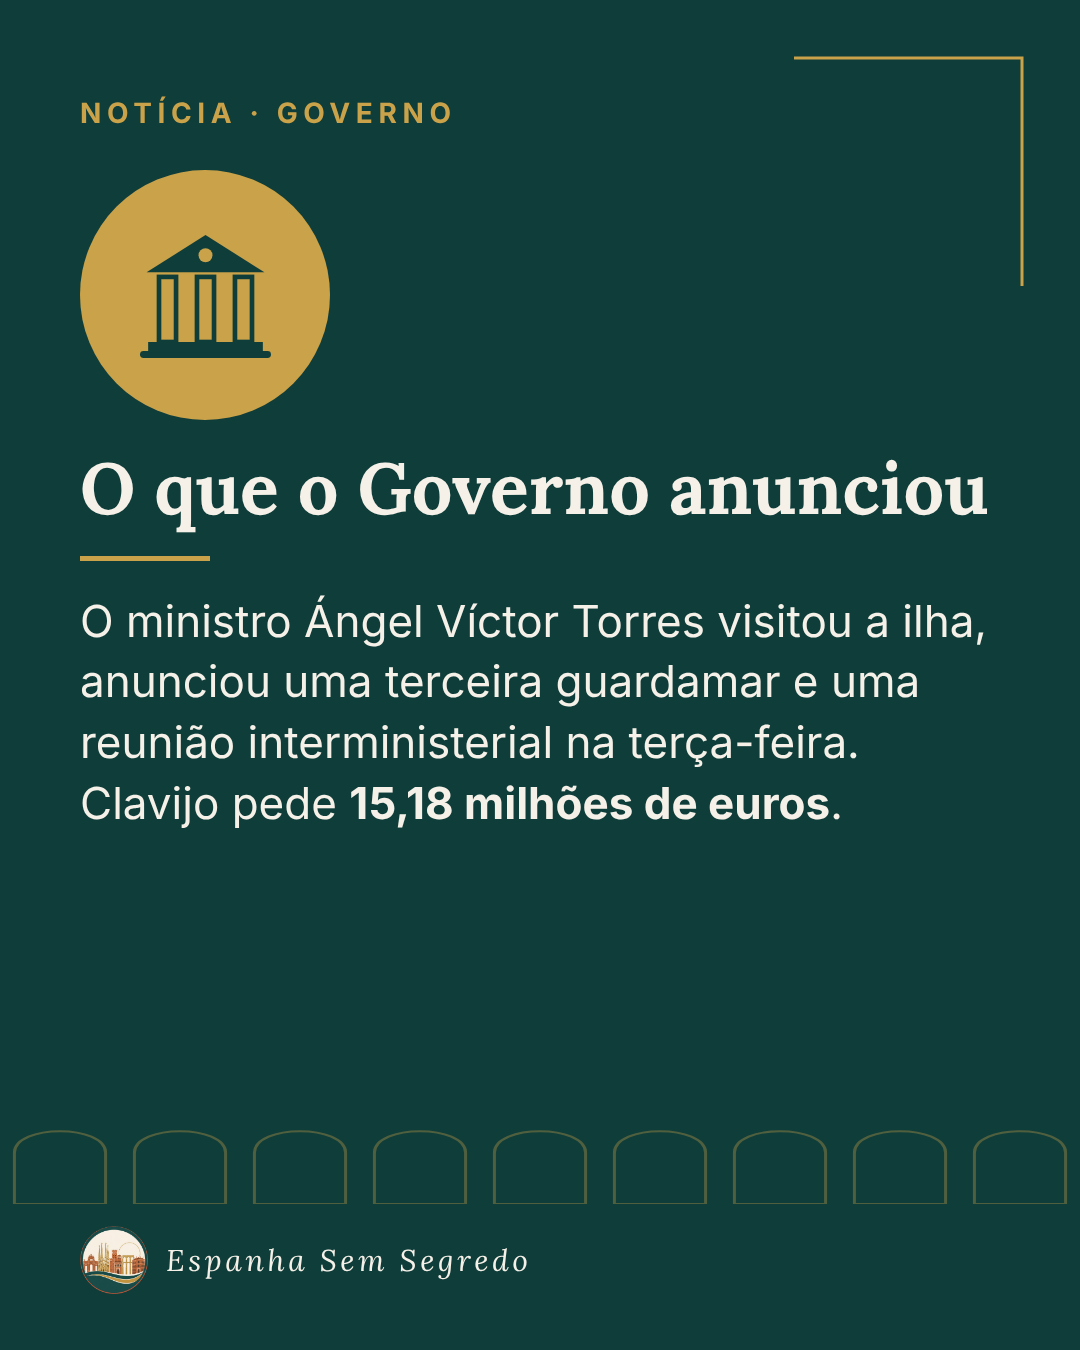 NOTÍCIA · GOVERNO
O que o Governo anunciou
O ministro Ángel Víctor Torres visitou a ilha,
anunciou uma terceira guardamar e uma
reunião interministerial na terça-feira.
Clavijo pede 15,18 milhões de euros.
Espanha Sem Segredo